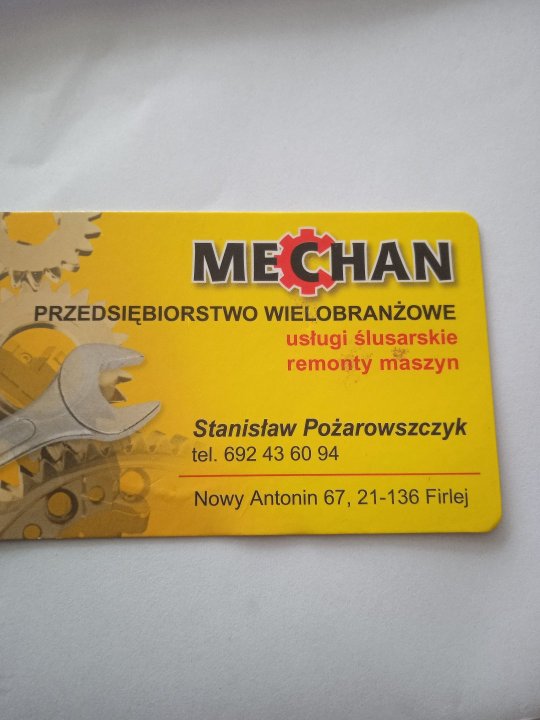 MECHAN
PRZEDSIĘBIORSTWO WIELOBRANŻOWE
usługi ślusarskie
remonty maszyn
Stanisław Pożarowszczyk
tel. 692 43 60 94
Nowy Antonin 67, 21-136 Firlej